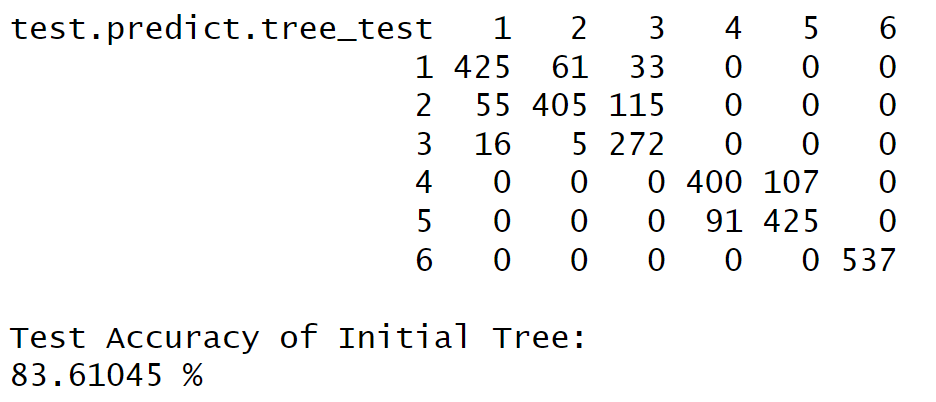 test.predict.tree_test 1 2 3 4 5 6
1 425 61 33 0 0 0
2 55 405 115 0 0 0
3 16 5 272 0 0 0
4 0 0 0 400 107 0
5 0 0 0 91 425 0
6 0 0 0 0 0 537
Test Accuracy of Initial Tree:
83.61045 %